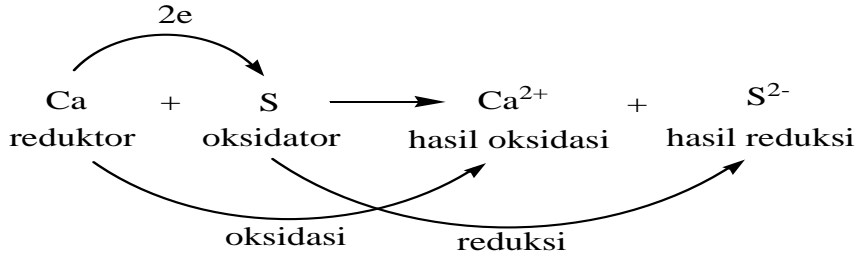 2e
Ca + S Ca²⁺ + S²⁻
reduktor oksidator hasil oksidasi hasil reduksi
oksidasi reduksi